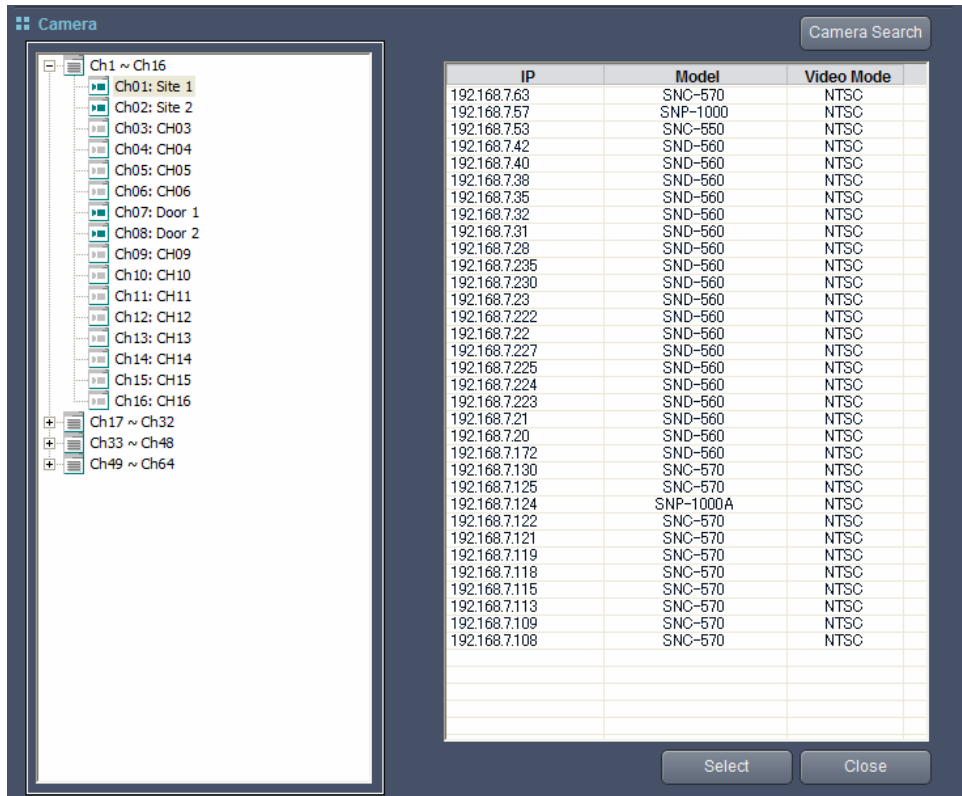 Camera
Camera Search
Ch1 ~ Ch16
Ch01: Site 1
Ch02: Site 2
Ch03: CH03
Ch04: CH04
Ch05: CH05
Ch06: CH06
Ch07: Door 1
Ch08: Door 2
Ch09: CH09
Ch10: CH10
Ch11: CH11
Ch12: CH12
Ch13: CH13
Ch14: CH14
Ch15: CH15
Ch16: CH16
Ch17 ~ Ch32
Ch33 ~ Ch48
Ch49 ~ Ch64
IP Model Video Mode
192.168.7.63 SNC-570 NTSC
192.168.7.57 SNP-1000 NTSC
192.168.7.53 SNC-550 NTSC
192.168.7.42 SND-560 NTSC
192.168.7.40 SND-560 NTSC
192.168.7.38 SND-560 NTSC
192.168.7.35 SND-560 NTSC
192.168.7.32 SND-560 NTSC
192.168.7.31 SND-560 NTSC
192.168.7.28 SND-560 NTSC
192.168.7.235 SND-560 NTSC
192.168.7.230 SND-560 NTSC
192.168.7.23 SND-560 NTSC
192.168.7.222 SND-560 NTSC
192.168.7.22 SND-560 NTSC
192.168.7.227 SND-560 NTSC
192.168.7.225 SND-560 NTSC
192.168.7.224 SND-560 NTSC
192.168.7.223 SND-560 NTSC
192.168.7.21 SND-560 NTSC
192.168.7.20 SND-560 NTSC
192.168.7.172 SND-560 NTSC
192.168.7.130 SNC-570 NTSC
192.168.7.125 SNC-570 NTSC
192.168.7.124 SNP-1000A NTSC
192.168.7.122 SNC-570 NTSC
192.168.7.121 SNC-570 NTSC
192.168.7.119 SNC-570 NTSC
192.168.7.118 SNC-570 NTSC
192.168.7.115 SNC-570 NTSC
192.168.7.113 SNC-570 NTSC
192.168.7.109 SNC-570 NTSC
192.168.7.108 SNC-570 NTSC
Select
Close